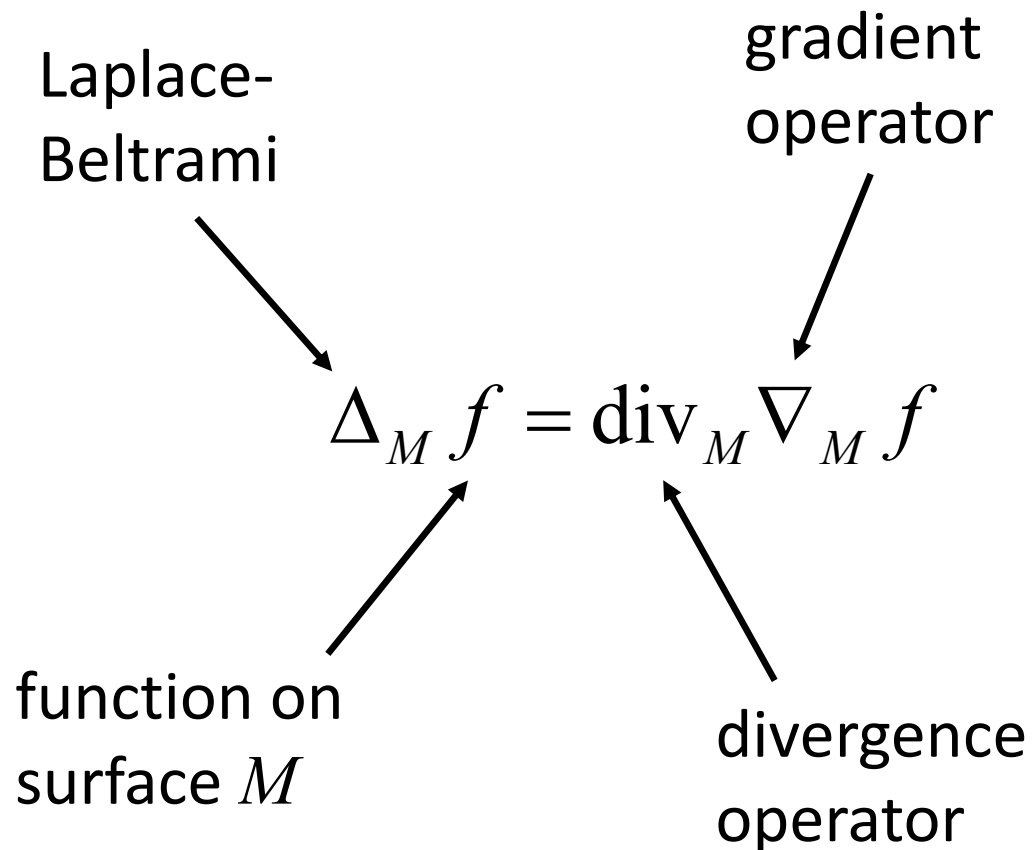 Laplace-
Beltrami
gradient
operator
Δ_M f = div_M ∇_M f
function on
surface M
divergence
operator